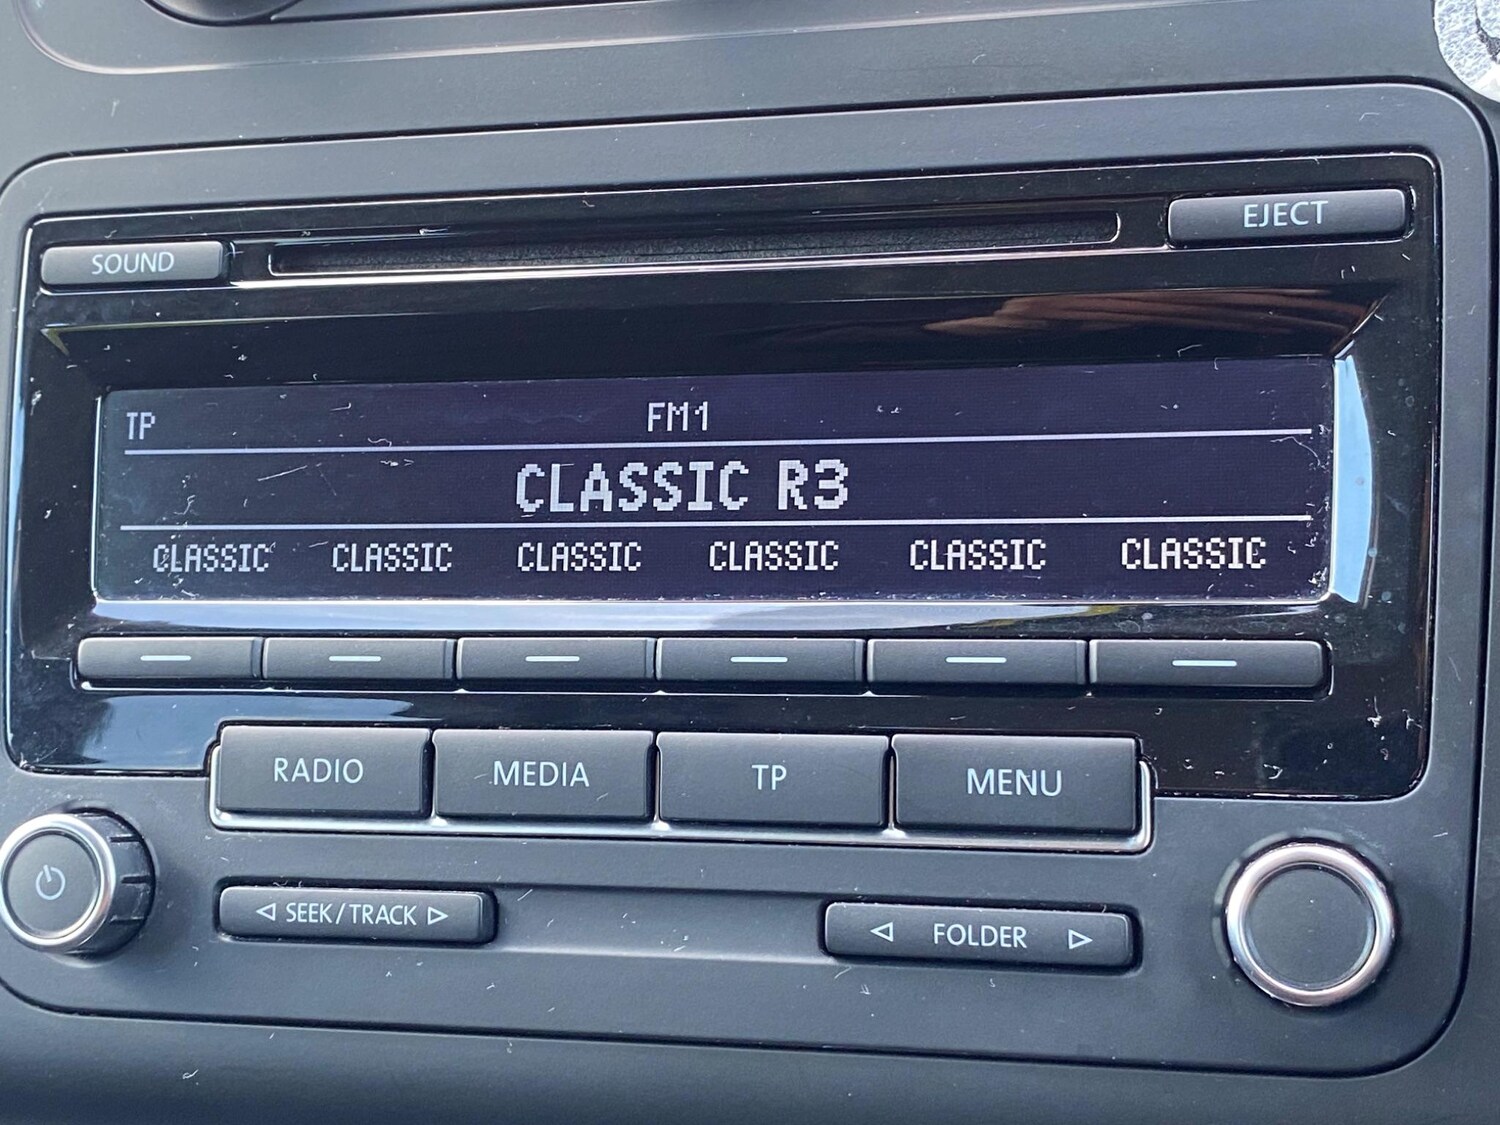 SOUND
EJECT
TP FM1
CLASSIC R3
CLASSIC CLASSIC CLASSIC CLASSIC CLASSIC CLASSIC
RADIO MEDIA TP MENU
SEEK/TRACK
FOLDER